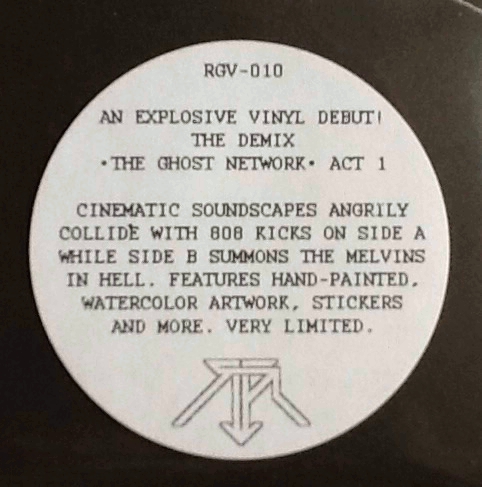 RGV-010
AN EXPLOSIVE VINYL DEBUT!
THE DEMIX
•THE GHOST NETWORK• ACT 1
CINEMATIC SOUNDSCAPES ANGRILY
COLLIDE WITH 808 KICKS ON SIDE A
WHILE SIDE B SUMMONS THE MELVINS
IN HELL. FEATURES HAND-PAINTED,
WATERCOLOR ARTWORK, STICKERS
AND MORE. VERY LIMITED.